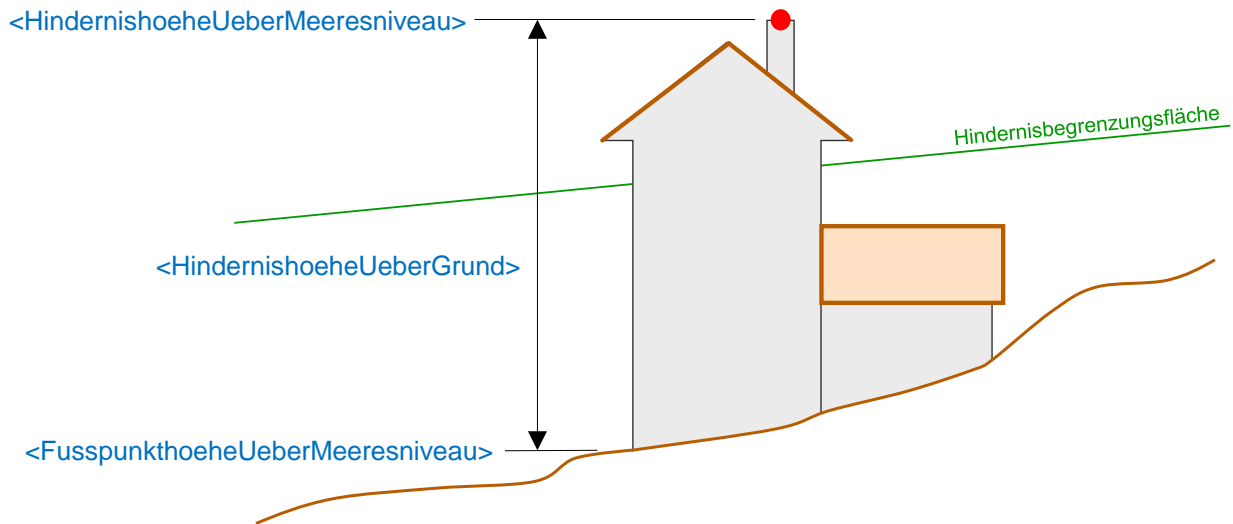 <HindernishoeheUeberMeeresniveau>
Hindernisbegrenzungsfläche
<HindernishoeheUeberGrund>
<FusspunkthoeheUeberMeeresniveau>